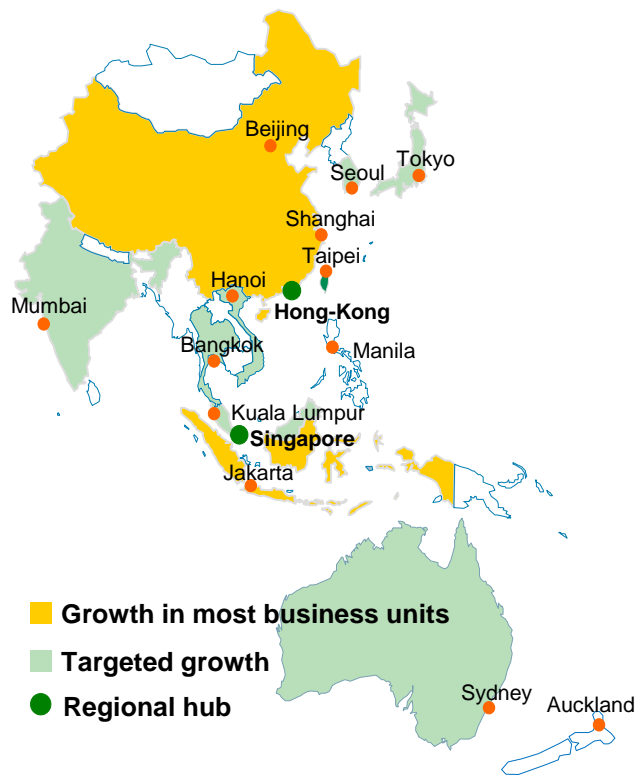 Beijing
Seoul
Tokyo
Shanghai
Taipei
Hanoi
Mumbai
Hong-Kong
Bangkok
Manila
Kuala Lumpur
Singapore
Jakarta
Growth in most business units
Targeted growth
Regional hub
Sydney
Auckland